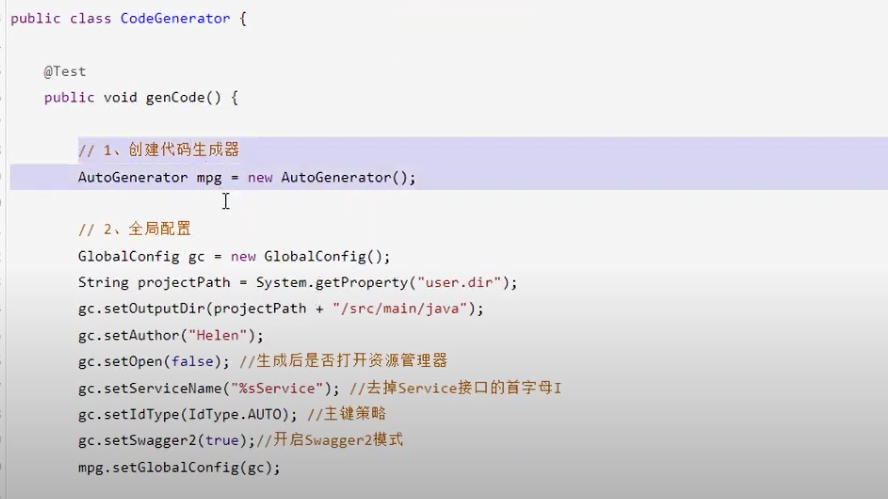 public class CodeGenerator {
@Test
public void genCode() {
// 1、创建代码生成器
AutoGenerator mpg = new AutoGenerator();
// 2、全局配置
GlobalConfig gc = new GlobalConfig();
String projectPath = System.getProperty("user.dir");
gc.setOutputDir(projectPath + "/src/main/java");
gc.setAuthor("Helen");
gc.setOpen(false); //生成后是否打开资源管理器
gc.setServiceName("%sService"); //去掉Service接口的首字母I
gc.setIdType(IdType.AUTO); //主键策略
gc.setSwagger2(true);//开启Swagger2模式
mpg.setGlobalConfig(gc);